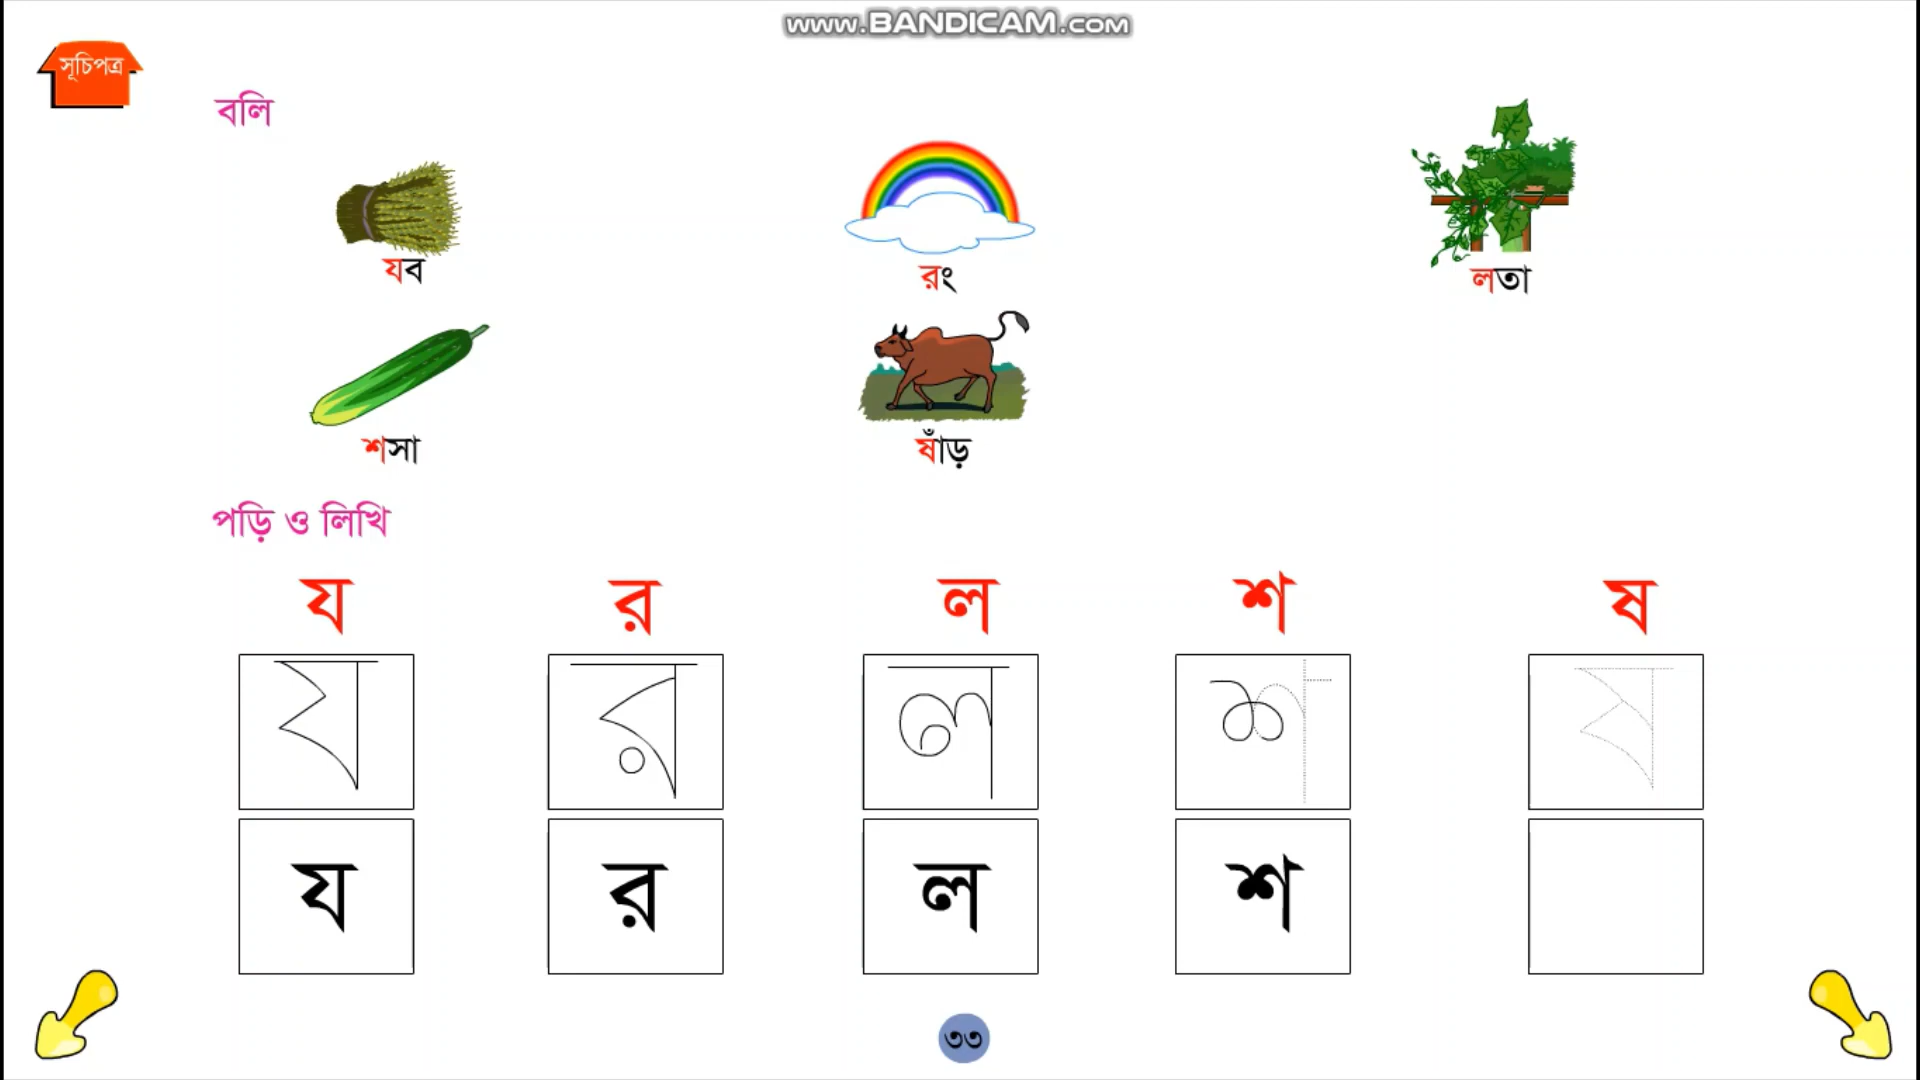 www.BANDICAM.com
সূচিপত্র
বলি
যব রং লতা
শসা ষাঁড়
পড়ি ও লিখি
য র ল শ ষ
য র ল শ ষ
য র ল শ
৩৩